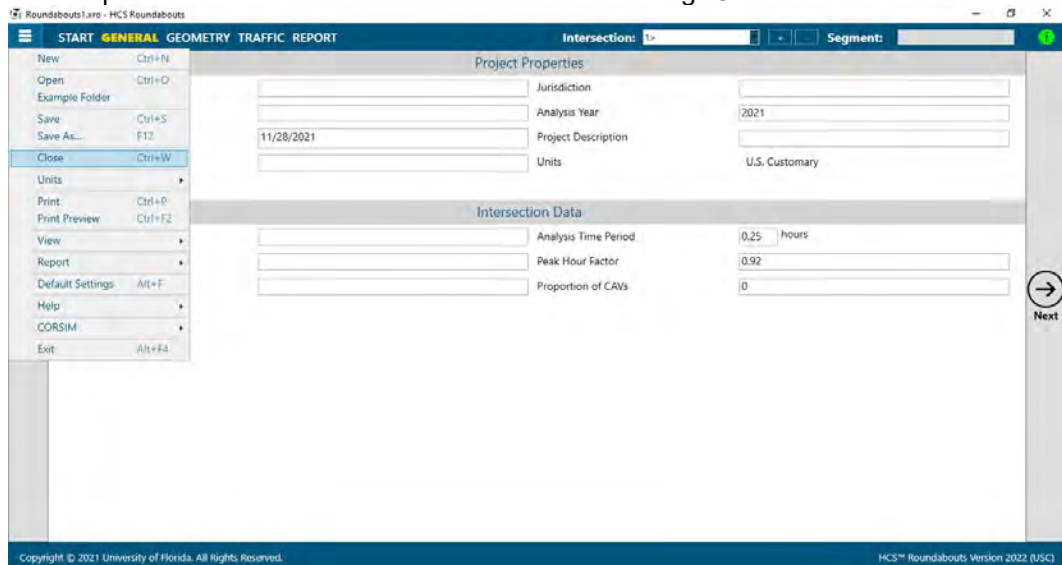 Roundabouts1.xro - HCS Roundabouts
START GENERAL GEOMETRY TRAFFIC REPORT Intersection: 1> Segment:
New Ctrl+N
Open Ctrl+O
Example Folder
Save Ctrl+S
Save As... F12
Close Ctrl+W
Units
Print Ctrl+P
Print Preview Ctrl+F2
View
Report
Default Settings Alt+F
Help
CORSIM
Exit Alt+F4
Project Properties
Jurisdiction
Analysis Year 2021
11/28/2021 Project Description
Units U.S. Customary
Intersection Data
Analysis Time Period 0.25 hours
Peak Hour Factor 0.92
Proportion of CAVs 0
Next
Copyright © 2021 University of Florida. All Rights Reserved. HCS™ Roundabouts Version 2022 (USC)